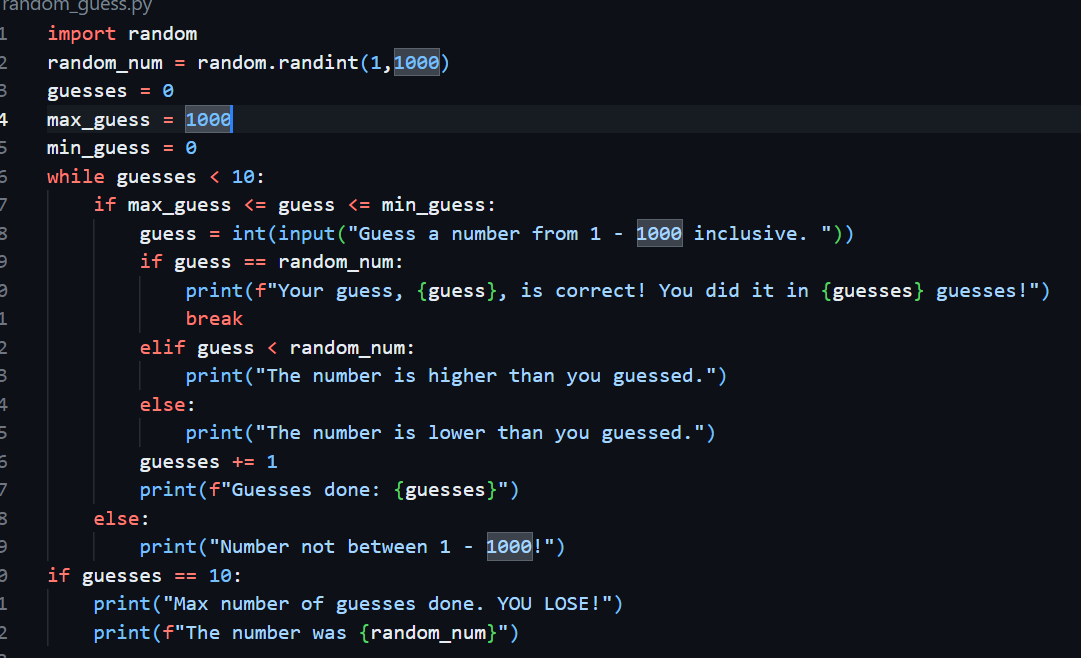 random_guess.py
1 import random
2 random_num = random.randint(1,1000)
3 guesses = 0
4 max_guess = 1000
5 min_guess = 0
6 while guesses < 10:
7     if max_guess <= guess <= min_guess:
8         guess = int(input("Guess a number from 1 - 1000 inclusive. "))
9         if guess == random_num:
0             print(f"Your guess, {guess}, is correct! You did it in {guesses} guesses!")
1             break
2         elif guess < random_num:
3             print("The number is higher than you guessed.")
4         else:
5             print("The number is lower than you guessed.")
6         guesses += 1
7         print(f"Guesses done: {guesses}")
8     else:
9         print("Number not between 1 - 1000!")
0 if guesses == 10:
1     print("Max number of guesses done. YOU LOSE!")
2     print(f"The number was {random_num}")